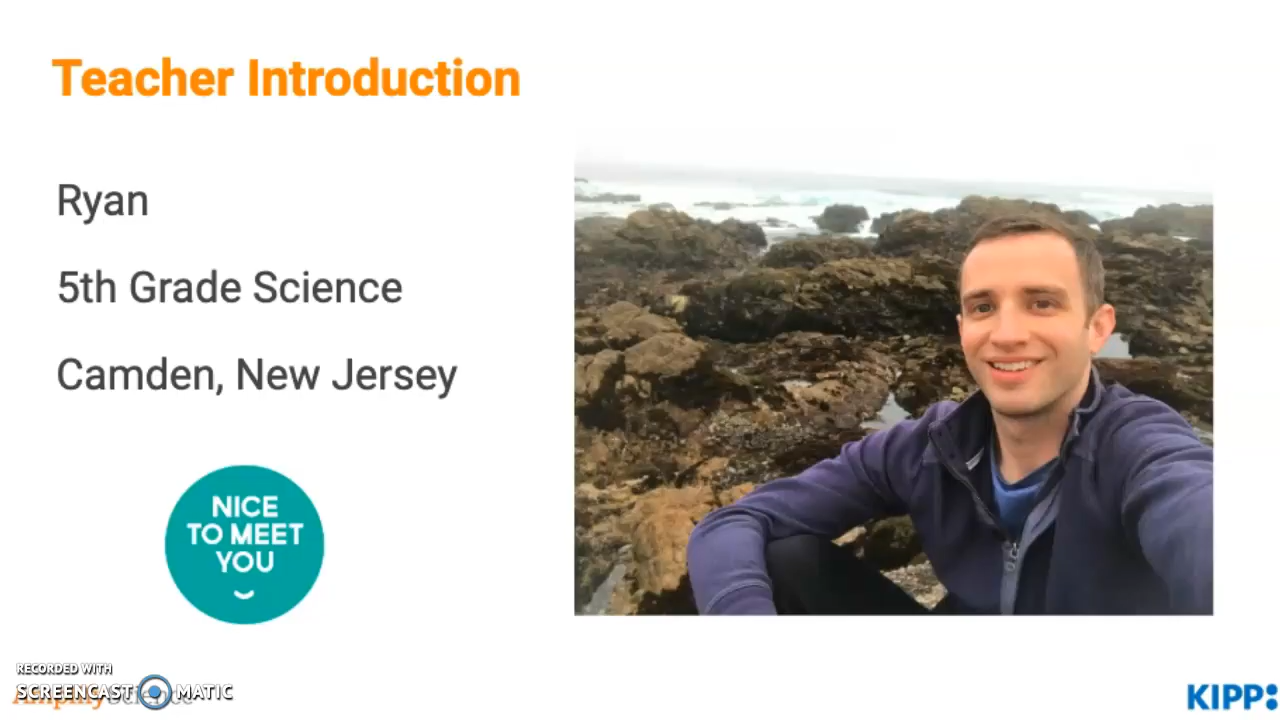 Teacher Introduction
Ryan
5th Grade Science
Camden, New Jersey
NICE
TO MEET
YOU
RECORDED WITH
SCREENCAST MATIC
KIPP: